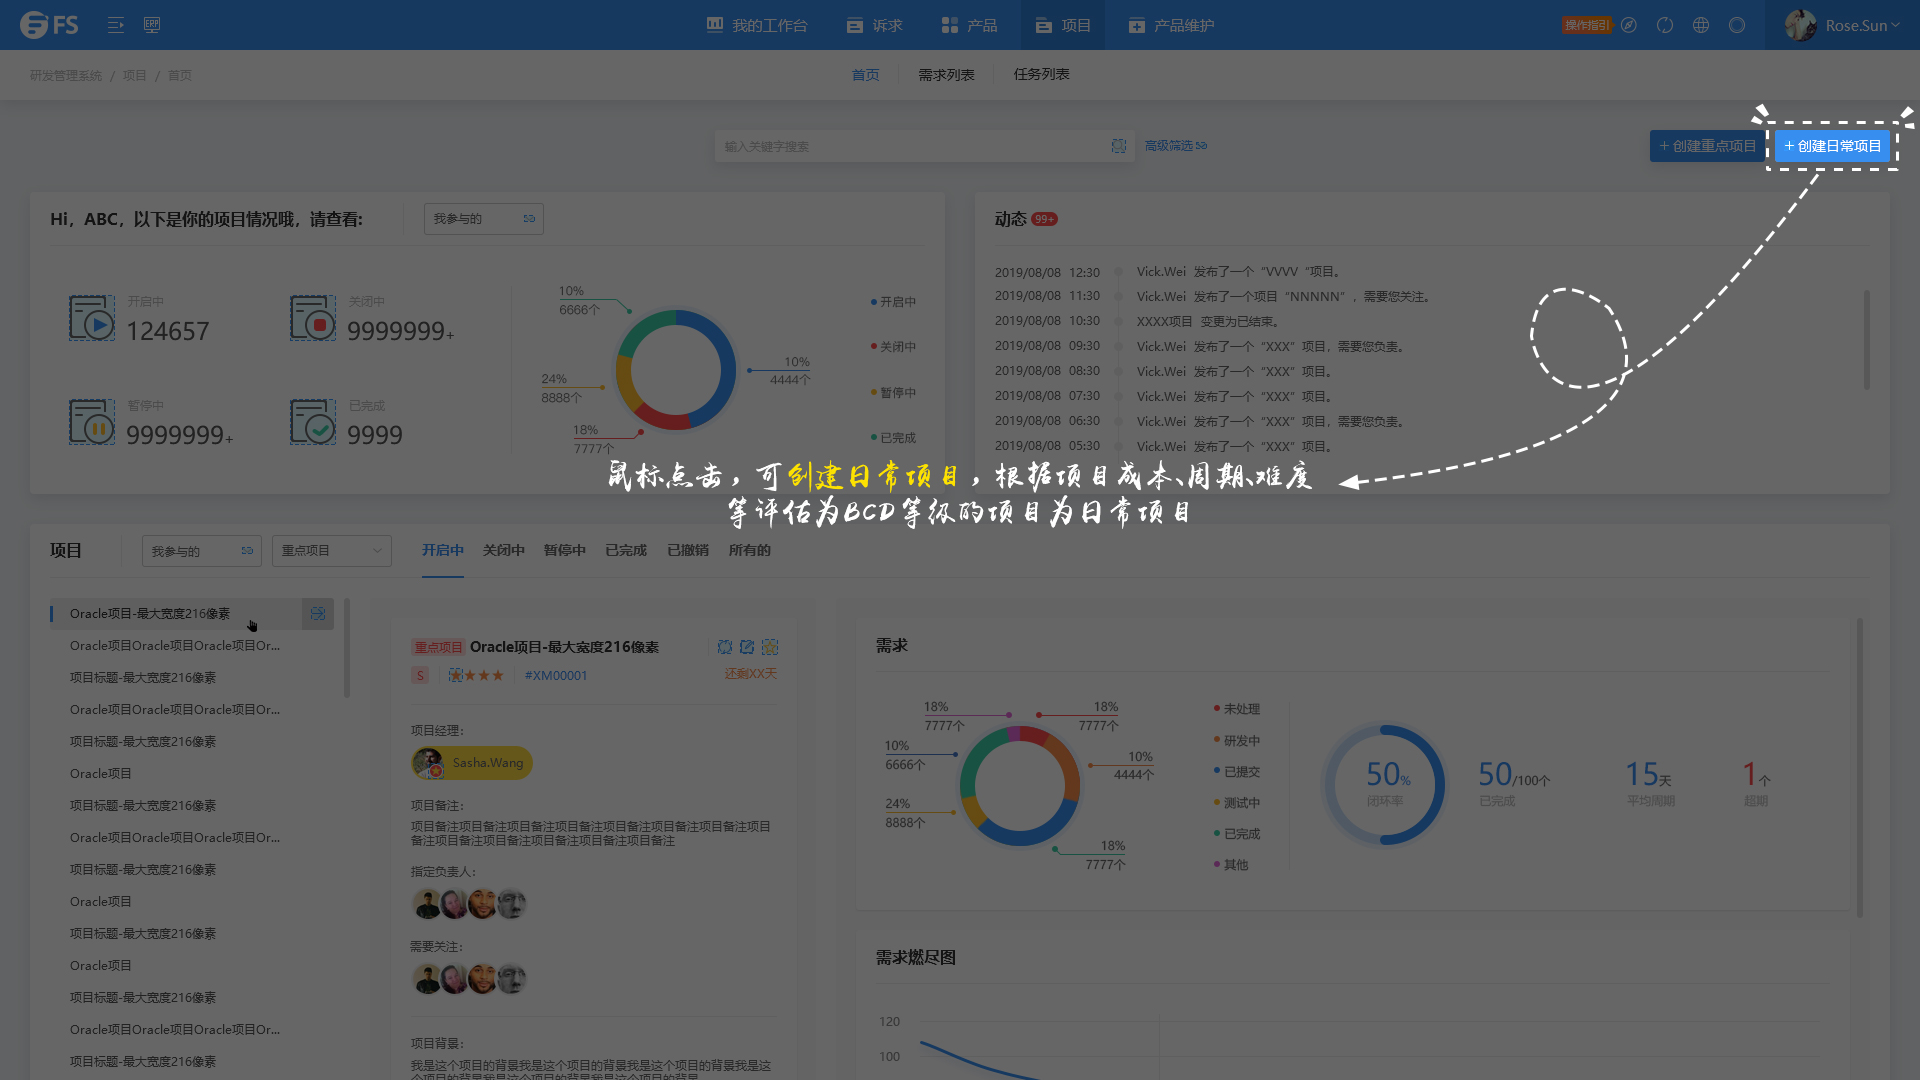 FS
ERP
我的工作台
诉求
产品
项目
产品维护
操作指引
Rose.Sun
研发管理系统 / 项目 / 首页
首页
需求列表
任务列表
输入关键字搜索
高级筛选
+ 创建重点项目
+ 创建日常项目
Hi，ABC，以下是你的项目情况哦，请查看:
我参与的
开启中
124657
关闭中
9999999+
暂停中
9999999+
已完成
9999
10%
6666个
24%
8888个
18%
7777个
10%
4444个
开启中
关闭中
暂停中
已完成
动态 99+
2019/08/08 12:30 Vick.Wei 发布了一个“VVVV “项目。
2019/08/08 11:30 Vick.Wei 发布了一个项目“NNNNN”，需要您关注。
2019/08/08 10:30 XXXX项目 变更为已结束。
2019/08/08 09:30 Vick.Wei 发布了一个“XXX”项目，需要您负责。
2019/08/08 08:30 Vick.Wei 发布了一个“XXX”项目。
2019/08/08 07:30 Vick.Wei 发布了一个“XXX”项目。
2019/08/08 06:30 Vick.Wei 发布了一个“XXX”项目，需要您负责。
2019/08/08 05:30 Vick.Wei 发布了一个“XXX”项目。
鼠标点击，可创建日常项目，根据项目成本、周期、难度
等评估为BCD等级的项目为日常项目
项目
我参与的
重点项目
开启中
关闭中
暂停中
已完成
已撤销
所有的
Oracle项目-最大宽度216像素
Oracle项目Oracle项目Oracle项目Or...
项目标题-最大宽度216像素
Oracle项目Oracle项目Oracle项目Or...
项目标题-最大宽度216像素
Oracle项目
项目标题-最大宽度216像素
Oracle项目Oracle项目Oracle项目Or...
项目标题-最大宽度216像素
Oracle项目
项目标题-最大宽度216像素
Oracle项目
项目标题-最大宽度216像素
Oracle项目Oracle项目Oracle项目Or...
项目标题-最大宽度216像素
重点项目 Oracle项目-最大宽度216像素
S
#XM00001
还剩XX天
项目经理：
Sasha.Wang
项目备注：
项目备注项目备注项目备注项目备注项目备注项目备注项目备注项目
备注项目备注项目备注项目备注项目备注项目备注
指定负责人：
需要关注：
项目背景：
我是这个项目的背景我是这个项目的背景我是这个项目的背景我是这
个项目的背景我是这个项目的背景我是这个项目的背景
需求
18%
7777个
10%
6666个
24%
8888个
18%
7777个
10%
4444个
18%
7777个
未处理
研发中
已提交
测试中
已完成
其他
50%
闭环率
50/100个
已完成
15天
平均周期
1个
超期
需求燃尽图
120
100